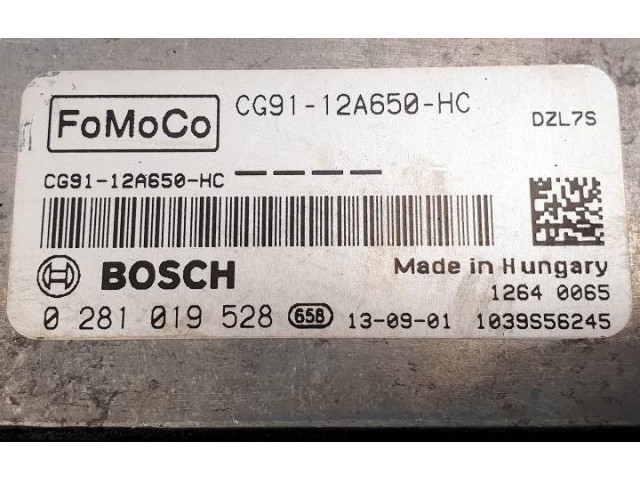 FoMoCo CG91-12A650-HC DZL7S
CG91-12A650-HC ————
BOSCH Made in Hungary
1264 0065
0 281 019 528 658 13-09-01 1039S56245